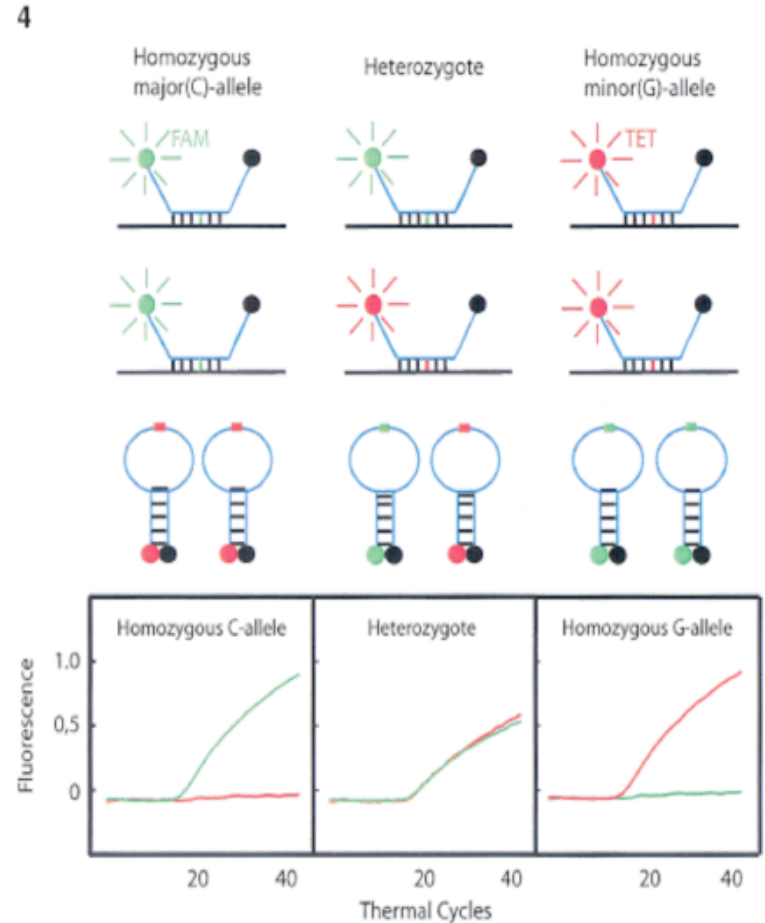 4
Homozygous
major(C)-allele
Heterozygote
Homozygous
minor(G)-allele
FAM
TET
Homozygous C-allele
Heterozygote
Homozygous G-allele
Fluorescence
1.0
0,5
0
20
40
20
40
20
40
Thermal Cycles